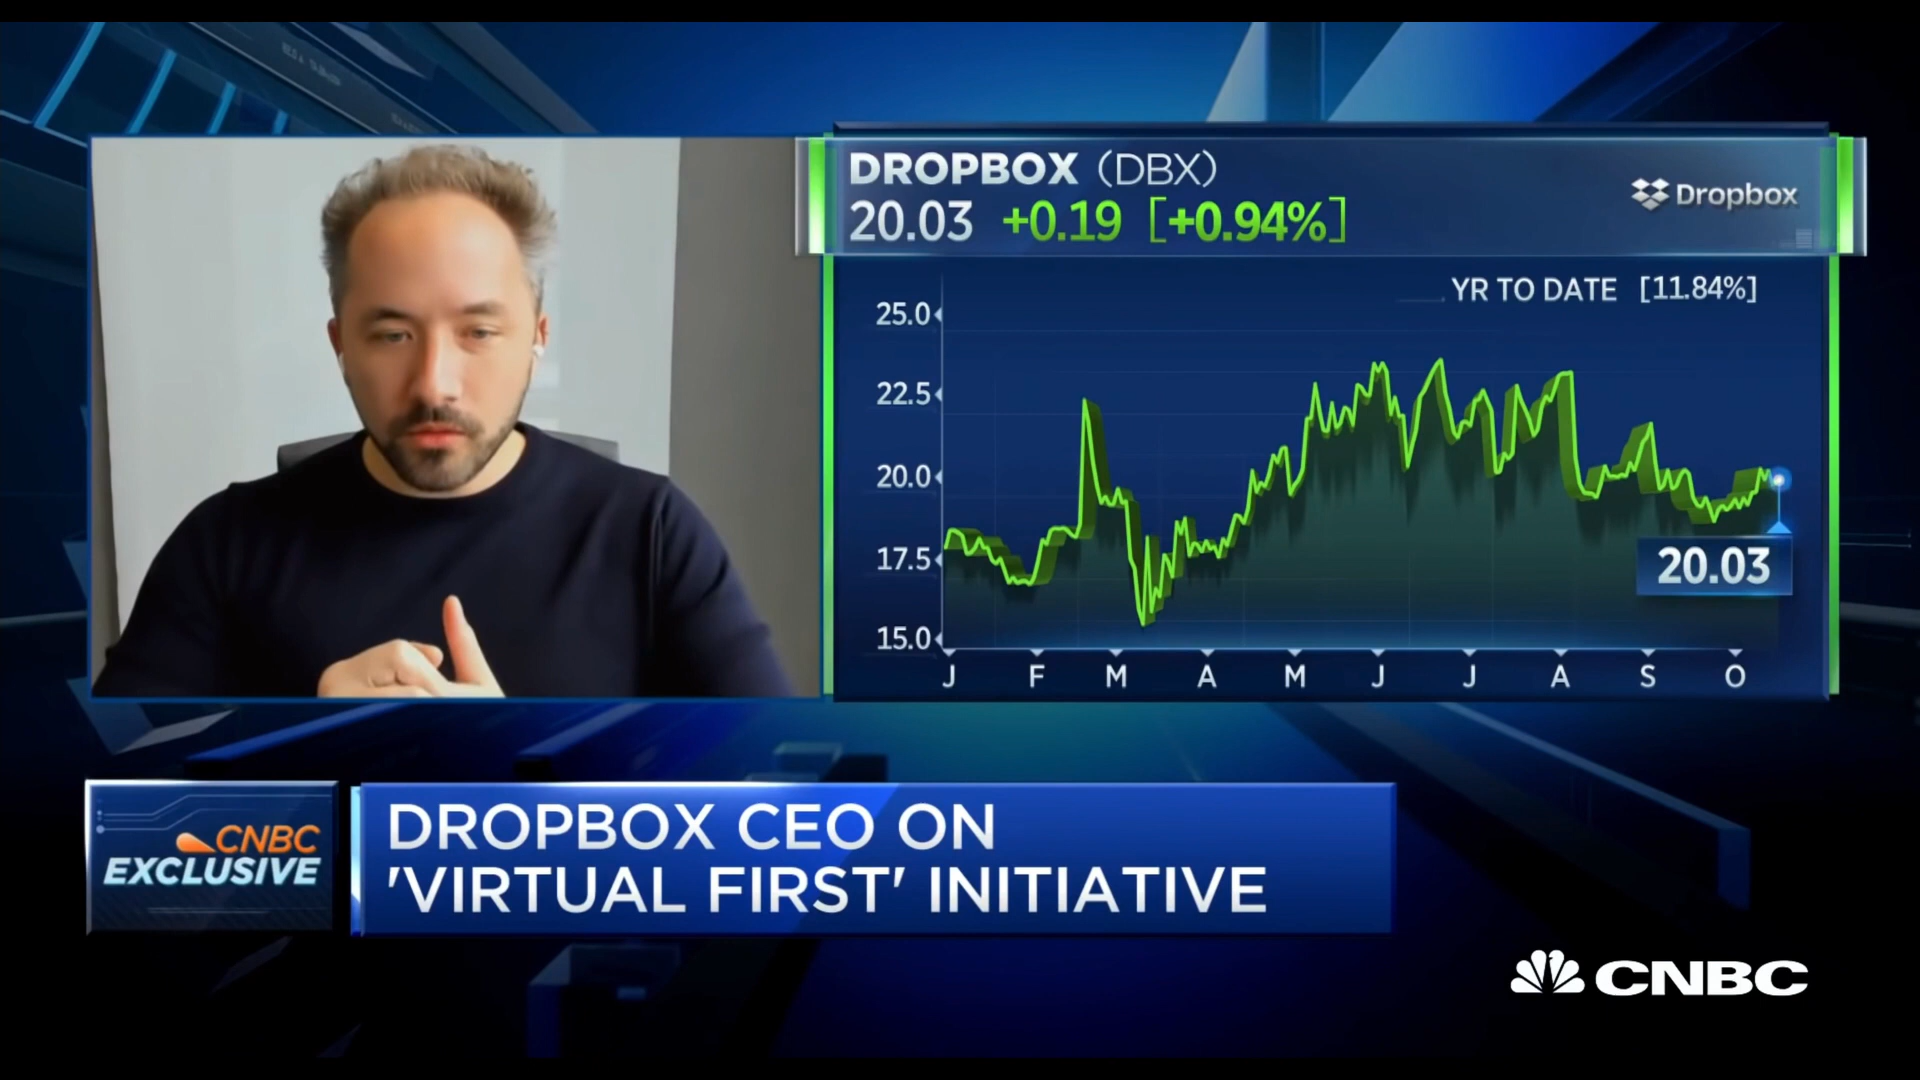 DROPBOX (DBX)
20.03 +0.19 [+0.94%]
Dropbox
YR TO DATE [11.84%]
25.0
22.5
20.0
17.5
15.0
20.03
J F M A M J J A S O
CNBC
EXCLUSIVE
DROPBOX CEO ON
'VIRTUAL FIRST' INITIATIVE
CNBC